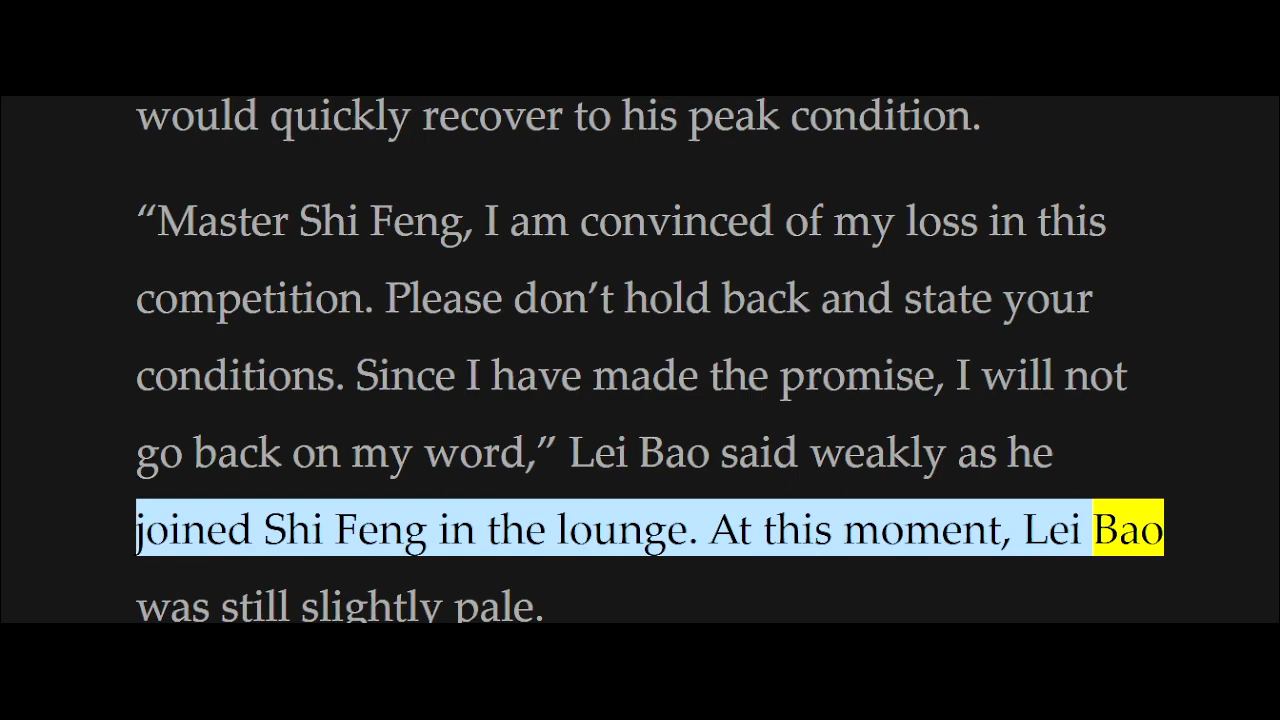 would quickly recover to his peak condition.
“Master Shi Feng, I am convinced of my loss in this
competition. Please don’t hold back and state your
conditions. Since I have made the promise, I will not
go back on my word,” Lei Bao said weakly as he
joined Shi Feng in the lounge. At this moment, Lei Bao
was still slightly pale.